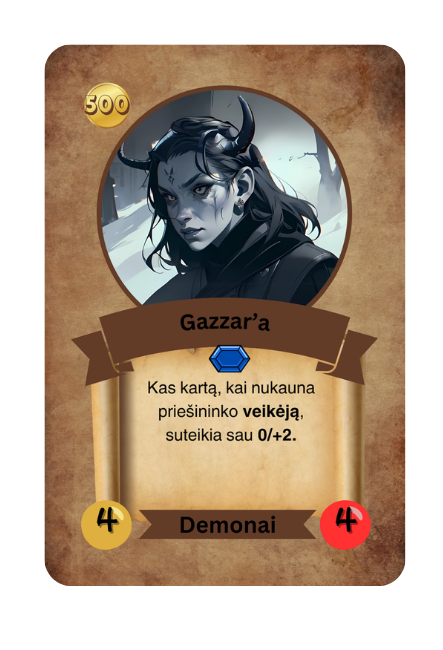 500
Gazzar’a
Kas kartą, kai nukauna
priešininko veikėją,
suteikia sau 0/+2.
4 Demonai 4